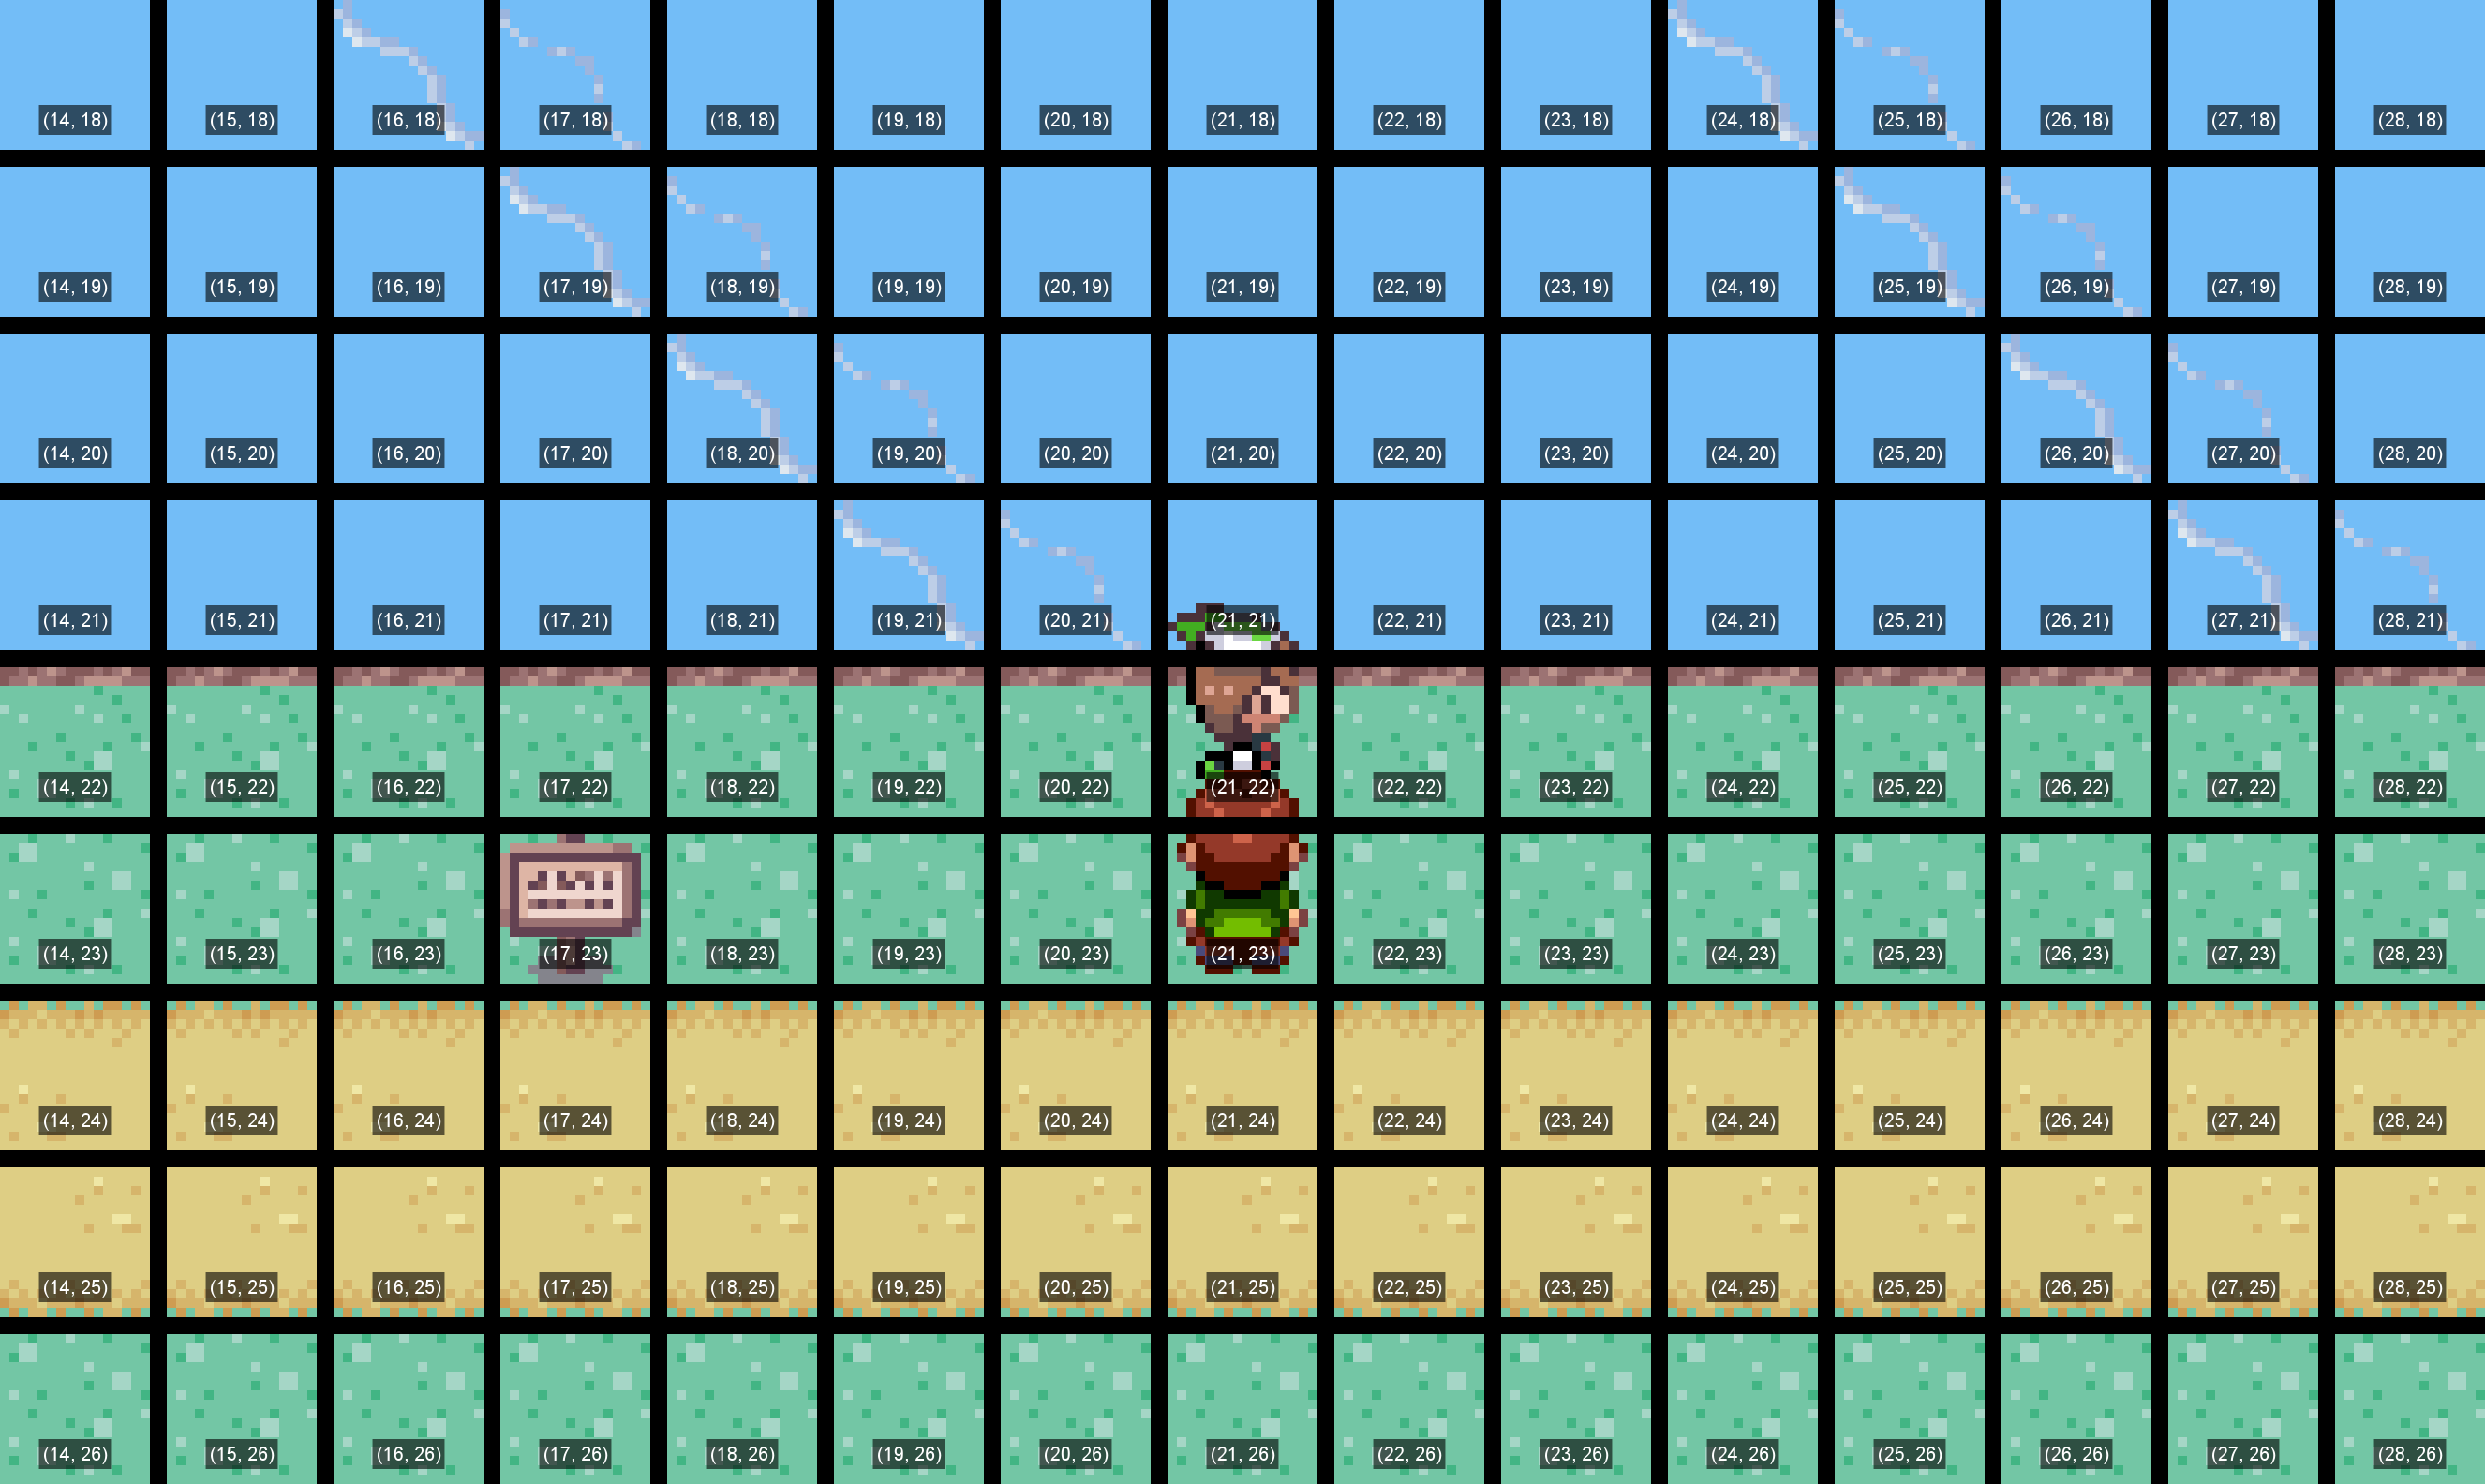 (14, 18) (15, 18) (16, 18) (17, 18) (18, 18) (19, 18) (20, 18) (21, 18) (22, 18) (23, 18) (24, 18) (25, 18) (26, 18) (27, 18) (28, 18)
(14, 19) (15, 19) (16, 19) (17, 19) (18, 19) (19, 19) (20, 19) (21, 19) (22, 19) (23, 19) (24, 19) (25, 19) (26, 19) (27, 19) (28, 19)
(14, 20) (15, 20) (16, 20) (17, 20) (18, 20) (19, 20) (20, 20) (21, 20) (22, 20) (23, 20) (24, 20) (25, 20) (26, 20) (27, 20) (28, 20)
(14, 21) (15, 21) (16, 21) (17, 21) (18, 21) (19, 21) (20, 21) (21, 21) (22, 21) (23, 21) (24, 21) (25, 21) (26, 21) (27, 21) (28, 21)
(14, 22) (15, 22) (16, 22) (17, 22) (18, 22) (19, 22) (20, 22) (21, 22) (22, 22) (23, 22) (24, 22) (25, 22) (26, 22) (27, 22) (28, 22)
(14, 23) (15, 23) (16, 23) (17, 23) (18, 23) (19, 23) (20, 23) (21, 23) (22, 23) (23, 23) (24, 23) (25, 23) (26, 23) (27, 23) (28, 23)
(14, 24) (15, 24) (16, 24) (17, 24) (18, 24) (19, 24) (20, 24) (21, 24) (22, 24) (23, 24) (24, 24) (25, 24) (26, 24) (27, 24) (28, 24)
(14, 25) (15, 25) (16, 25) (17, 25) (18, 25) (19, 25) (20, 25) (21, 25) (22, 25) (23, 25) (24, 25) (25, 25) (26, 25) (27, 25) (28, 25)
(14, 26) (15, 26) (16, 26) (17, 26) (18, 26) (19, 26) (20, 26) (21, 26) (22, 26) (23, 26) (24, 26) (25, 26) (26, 26) (27, 26) (28, 26)